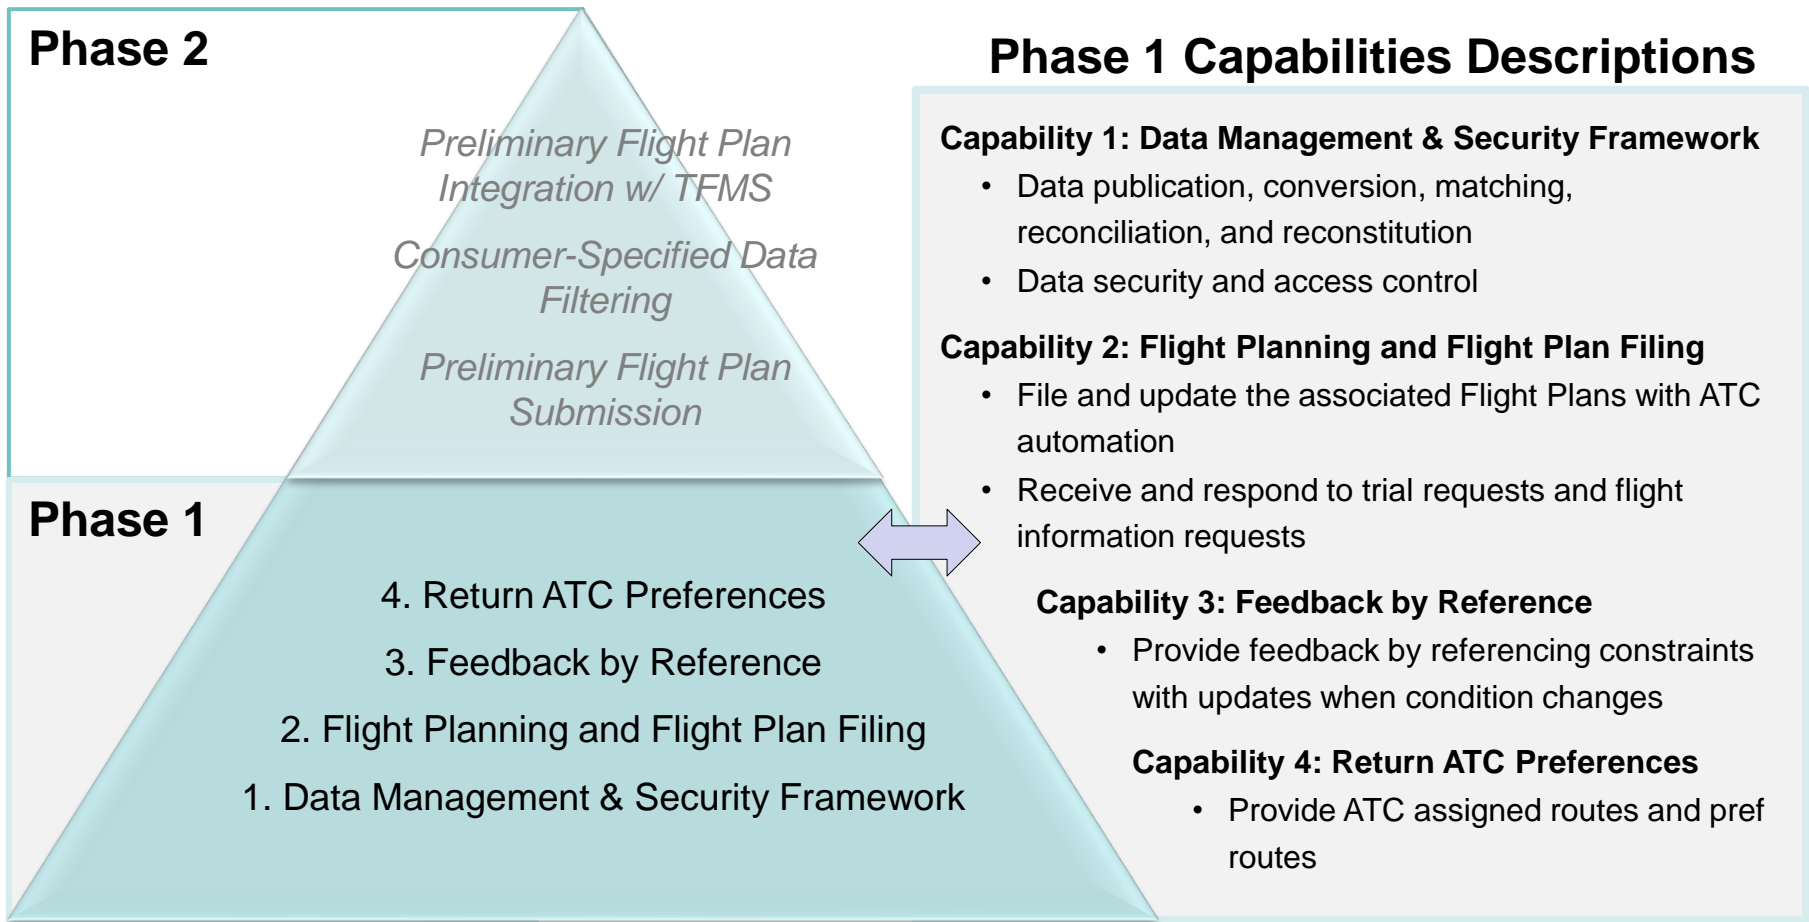 Phase 2
Preliminary Flight Plan
Integration w/ TFMS
Consumer-Specified Data
Filtering
Preliminary Flight Plan
Submission
Phase 1
4. Return ATC Preferences
3. Feedback by Reference
2. Flight Planning and Flight Plan Filing
1. Data Management & Security Framework
Phase 1 Capabilities Descriptions
Capability 1: Data Management & Security Framework
• Data publication, conversion, matching,
reconciliation, and reconstitution
• Data security and access control
Capability 2: Flight Planning and Flight Plan Filing
• File and update the associated Flight Plans with ATC
automation
• Receive and respond to trial requests and flight
information requests
Capability 3: Feedback by Reference
• Provide feedback by referencing constraints
with updates when condition changes
Capability 4: Return ATC Preferences
• Provide ATC assigned routes and pref
routes